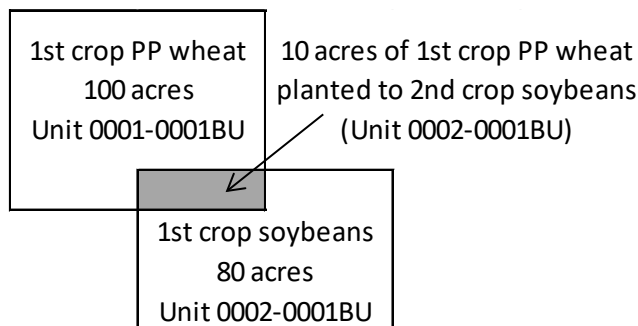 1st crop PP wheat
100 acres
Unit 0001-0001BU
10 acres of 1st crop PP wheat
planted to 2nd crop soybeans
(Unit 0002-0001BU)
1st crop soybeans
80 acres
Unit 0002-0001BU